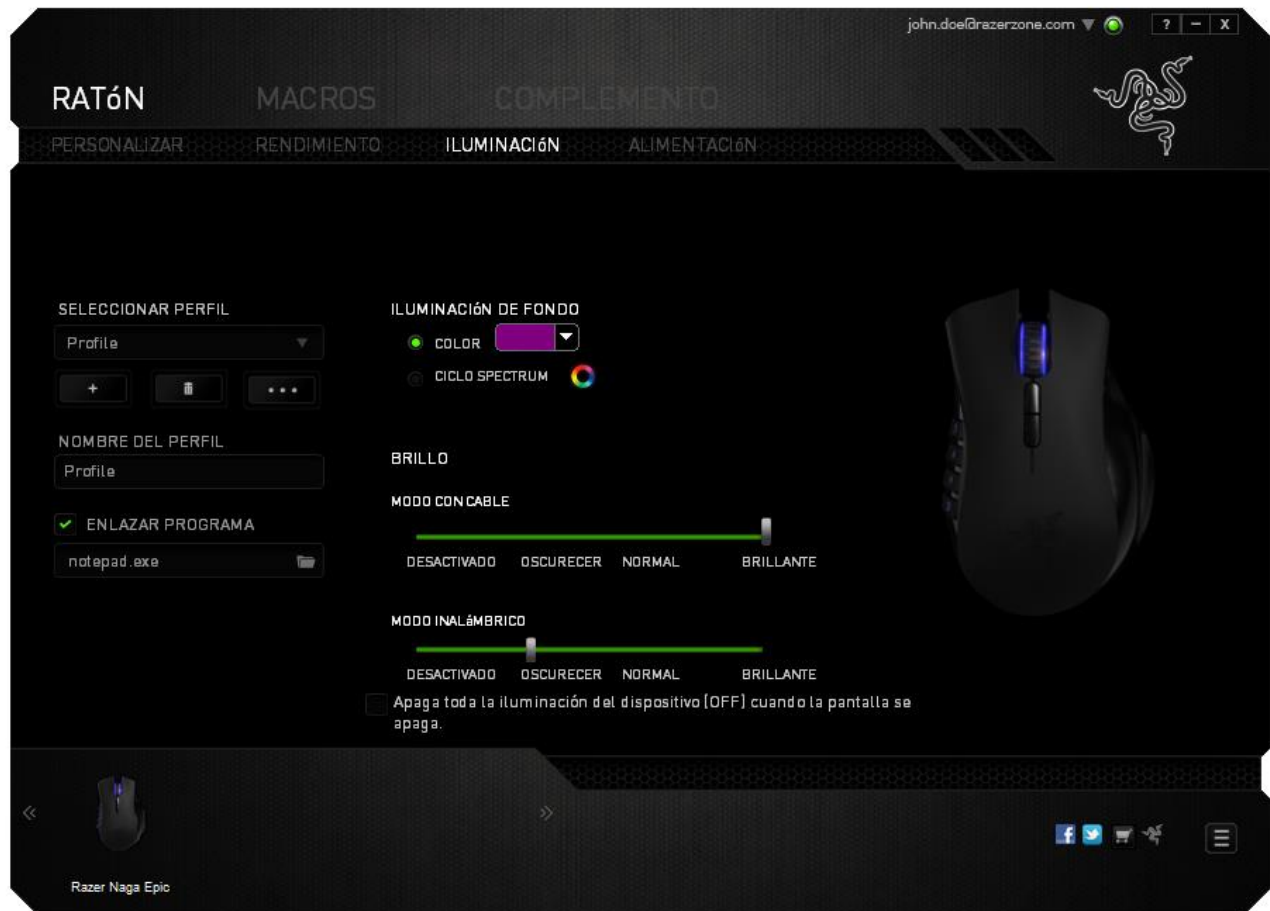 john.doe@razerzone.com
? - X
RATóN MACROS COMPLEMENTO
PERSONALIZAR RENDIMIENTO ILUMINACIóN ALIMENTACIóN
SELECCIONAR PERFIL
Profile
NOMBRE DEL PERFIL
Profile
ENLAZAR PROGRAMA
notepad.exe
ILUMINACIóN DE FONDO
COLOR
CICLO SPECTRUM
BRILLO
MODO CON CABLE
DESACTIVADO OSCURECER NORMAL BRILLANTE
MODO INALáMBRICO
DESACTIVADO OSCURECER NORMAL BRILLANTE
Apaga toda la iluminación del dispositivo (OFF) cuando la pantalla se
apaga.
Razer Naga Epic